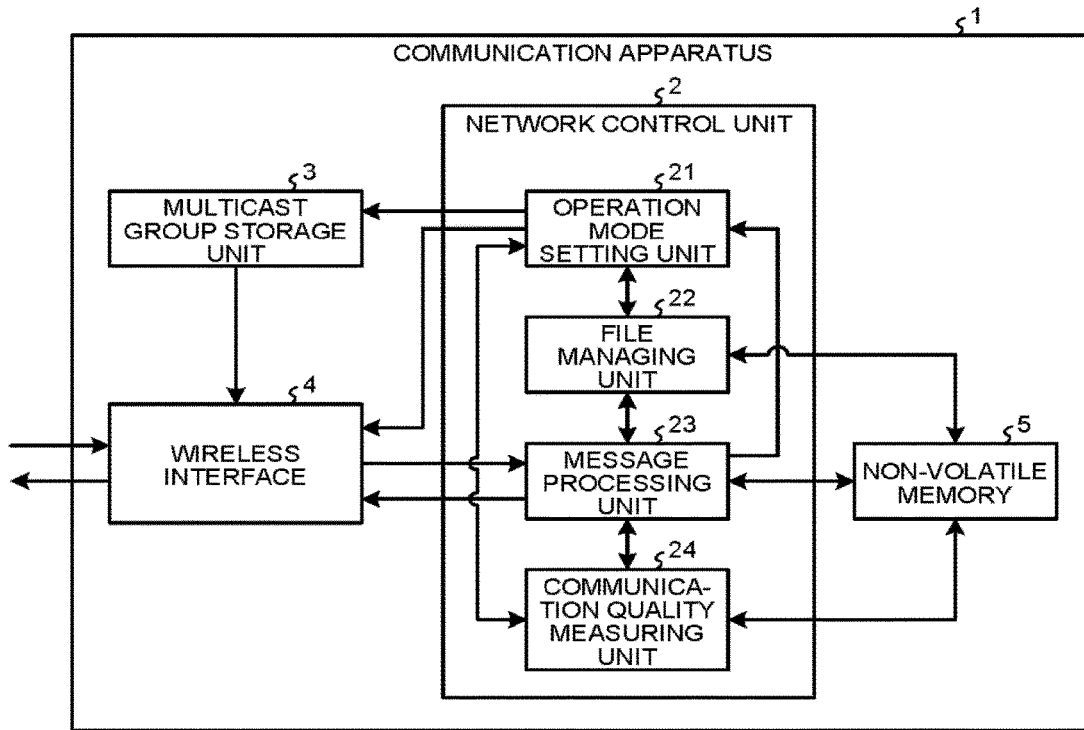 1
COMMUNICATION APPARATUS
2
NETWORK CONTROL UNIT
3
MULTICAST
GROUP STORAGE
UNIT
21
OPERATION
MODE
SETTING UNIT
22
FILE
MANAGING
UNIT
4
WIRELESS
INTERFACE
23
MESSAGE
PROCESSING
UNIT
5
NON-VOLATILE
MEMORY
24
COMMUNICA-
TION QUALITY
MEASURING
UNIT